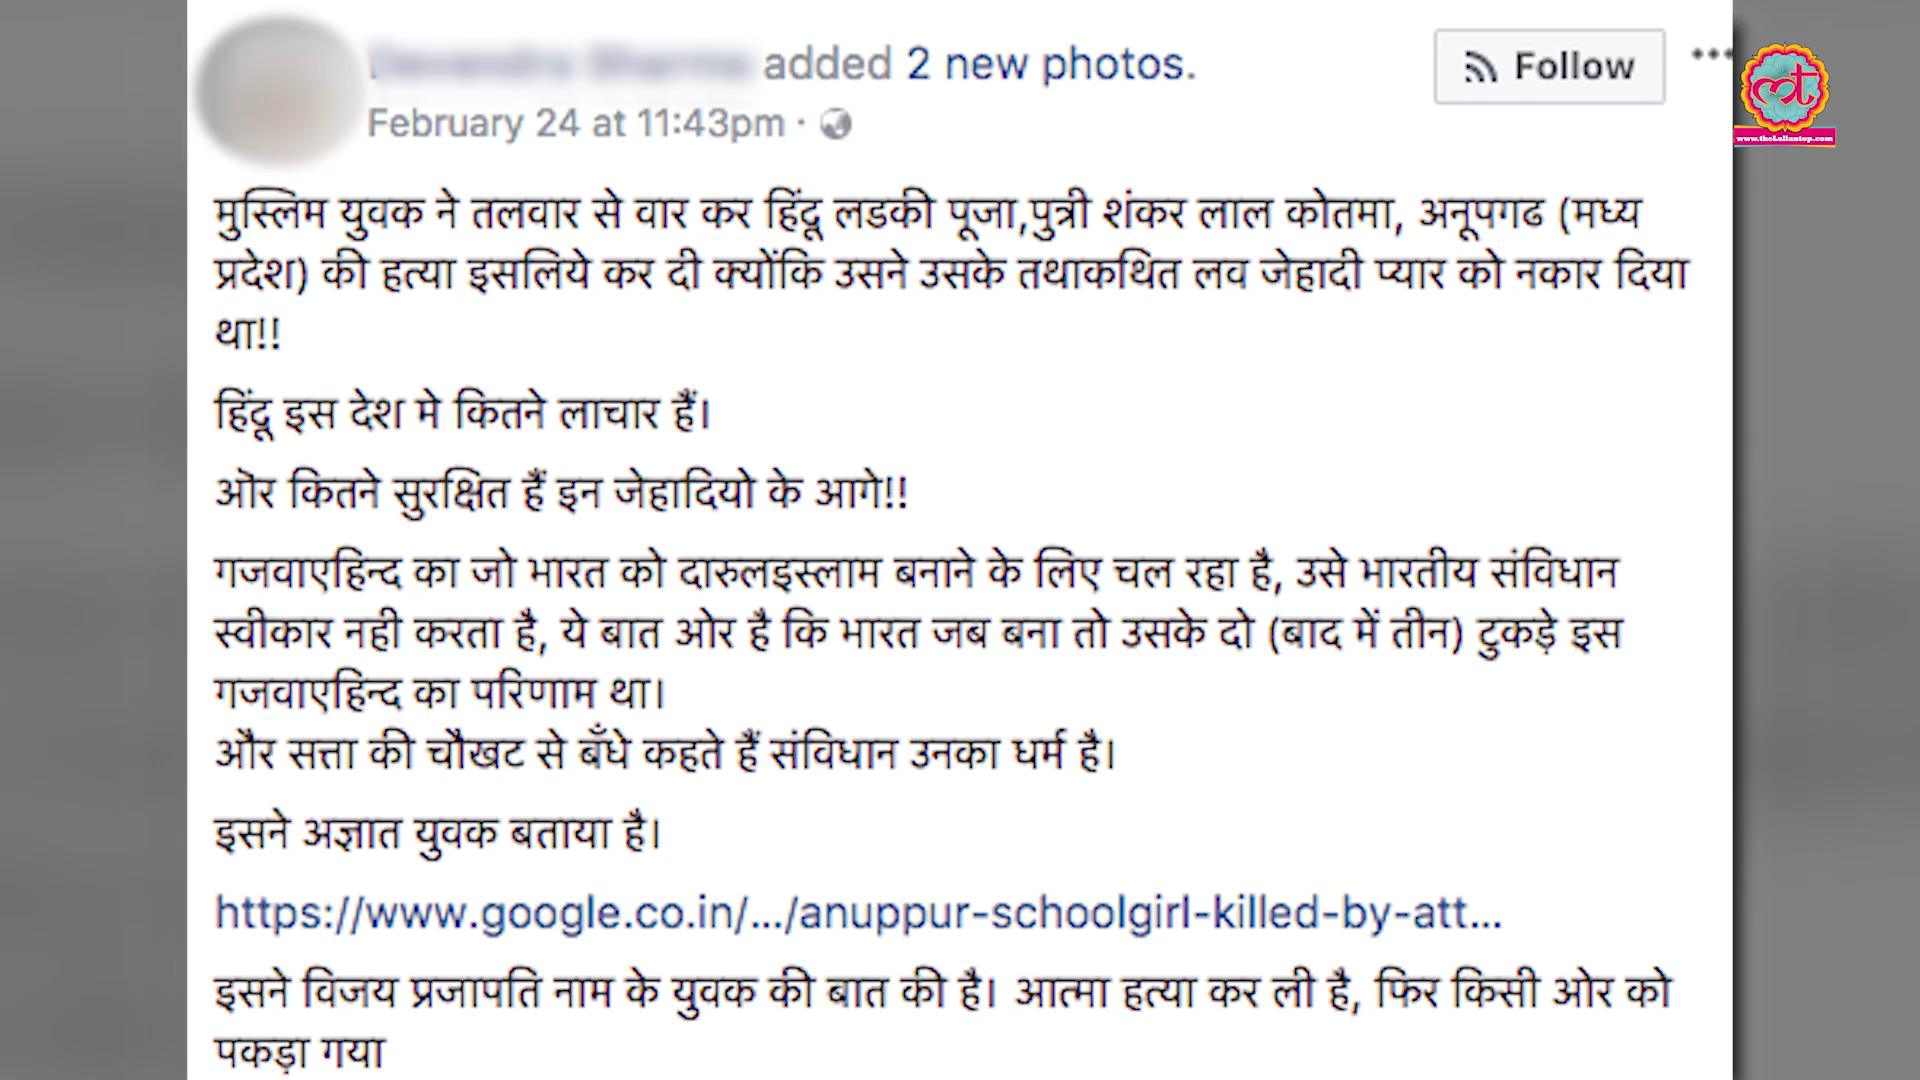 added 2 new photos.
Follow
February 24 at 11:43pm ·
www.theLallantop.com
मुस्लिम युवक ने तलवार से वार कर हिंदू लडकी पूजा,पुत्री शंकर लाल कोतमा, अनूपगढ (मध्य
प्रदेश) की हत्या इसलिये कर दी क्योंकि उसने उसके तथाकथित लव जेहादी प्यार को नकार दिया
था!!
हिंदू इस देश मे कितने लाचार हैं।
ओर कितने सुरक्षित हैं इन जेहादियो के आगे!!
गजवाएहिन्द का जो भारत को दारुलइस्लाम बनाने के लिए चल रहा है, उसे भारतीय संविधान
स्वीकार नही करता है, ये बात ओर है कि भारत जब बना तो उसके दो (बाद में तीन) टुकड़े इस
गजवाएहिन्द का परिणाम था।
और सत्ता की चौखट से बँधे कहते हैं संविधान उनका धर्म है।
इसने अज्ञात युवक बताया है।
https://www.google.co.in/.../anuppur-schoolgirl-killed-by-att...
इसने विजय प्रजापति नाम के युवक की बात की है। आत्मा हत्या कर ली है, फिर किसी ओर को
पकड़ा गया